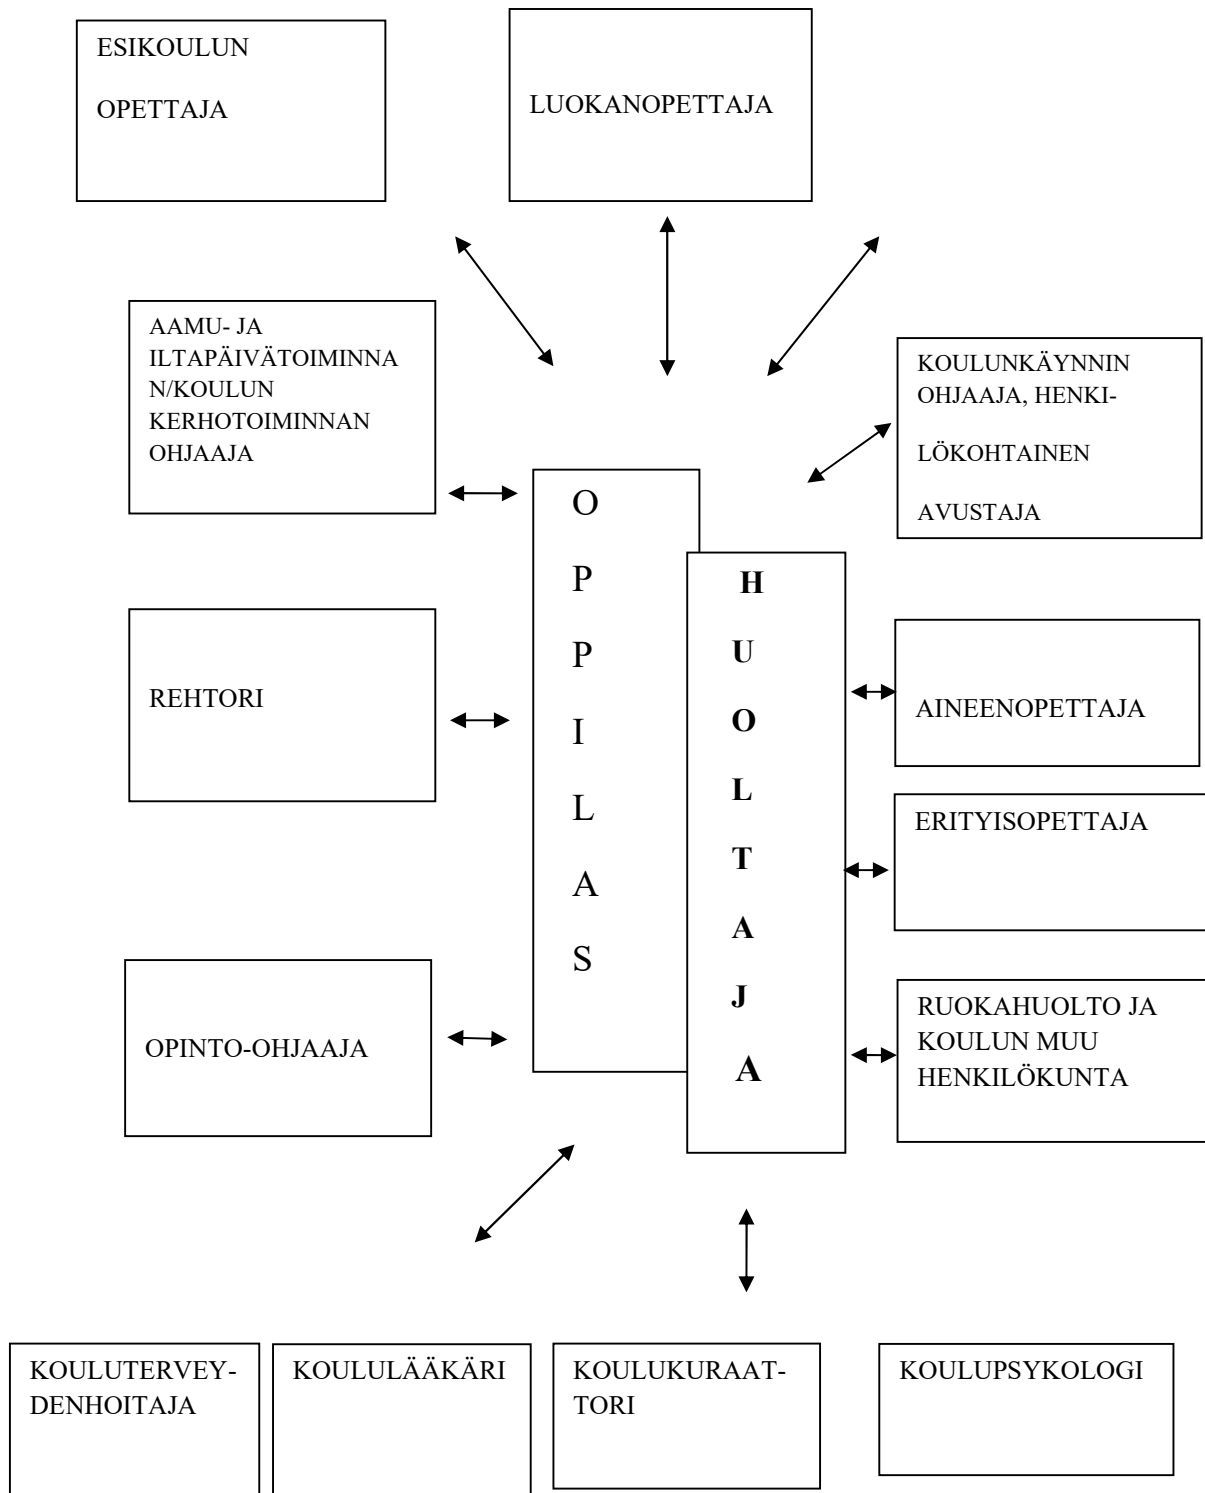 ESIKOULUN
OPETTAJA
LUOKANOPETTAJA
AAMU- JA
ILTAPÄIVÄTOIMINNA
N/KOULUN
KERHOTOIMINNAN
OHJAAJA
KOULUNKÄYNNIN
OHJAAJA, HENKI-
LÖKOHTAINEN
AVUSTAJA
O
P
P
I
L
A
S
H
U
O
L
T
A
J
A
REHTORI
AINEENOPETTAJA
ERITYISOPETTAJA
OPINTO-OHJAAJA
RUOKAHUOLTO JA
KOULUN MUU
HENKILÖKUNTA
KOULUTERVEY-
DENHOITAJA
KOULULÄÄKÄRI
KOULUKURAAT-
TORI
KOULUPSYKOLOGI